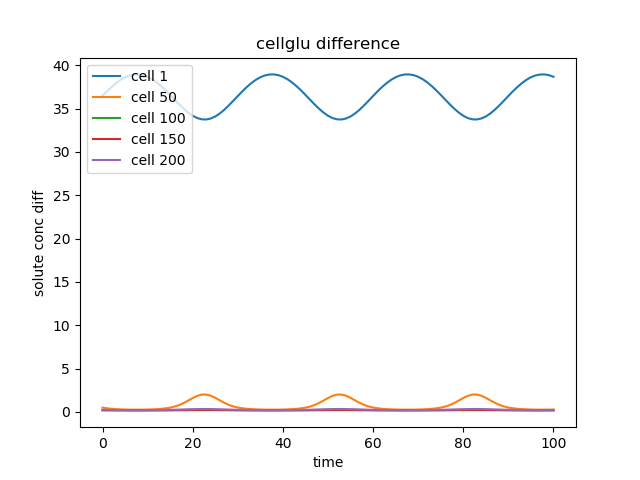 cellglu difference
solute conc diff
40
35
30
25
20
15
10
5
0
cell 1
cell 50
cell 100
cell 150
cell 200
0 20 40 60 80 100
time